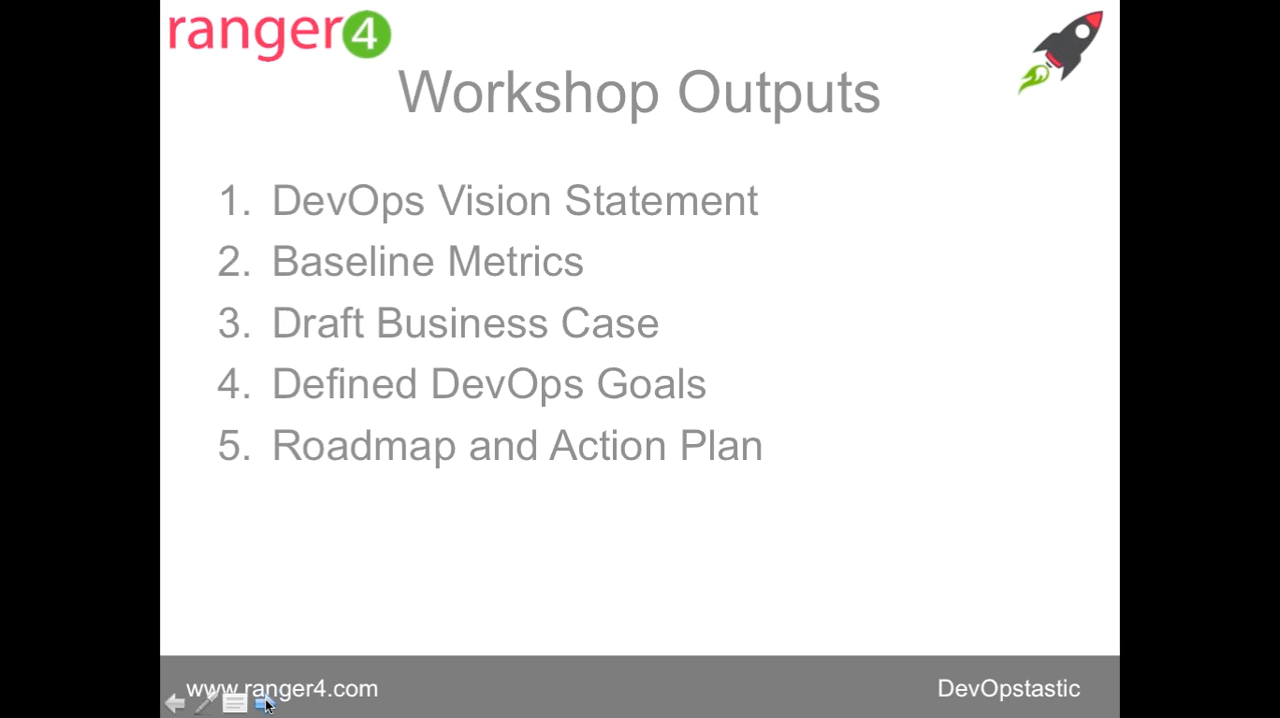 ranger4
Workshop Outputs
1. DevOps Vision Statement
2. Baseline Metrics
3. Draft Business Case
4. Defined DevOps Goals
5. Roadmap and Action Plan
www.ranger4.com
DevOpstastic